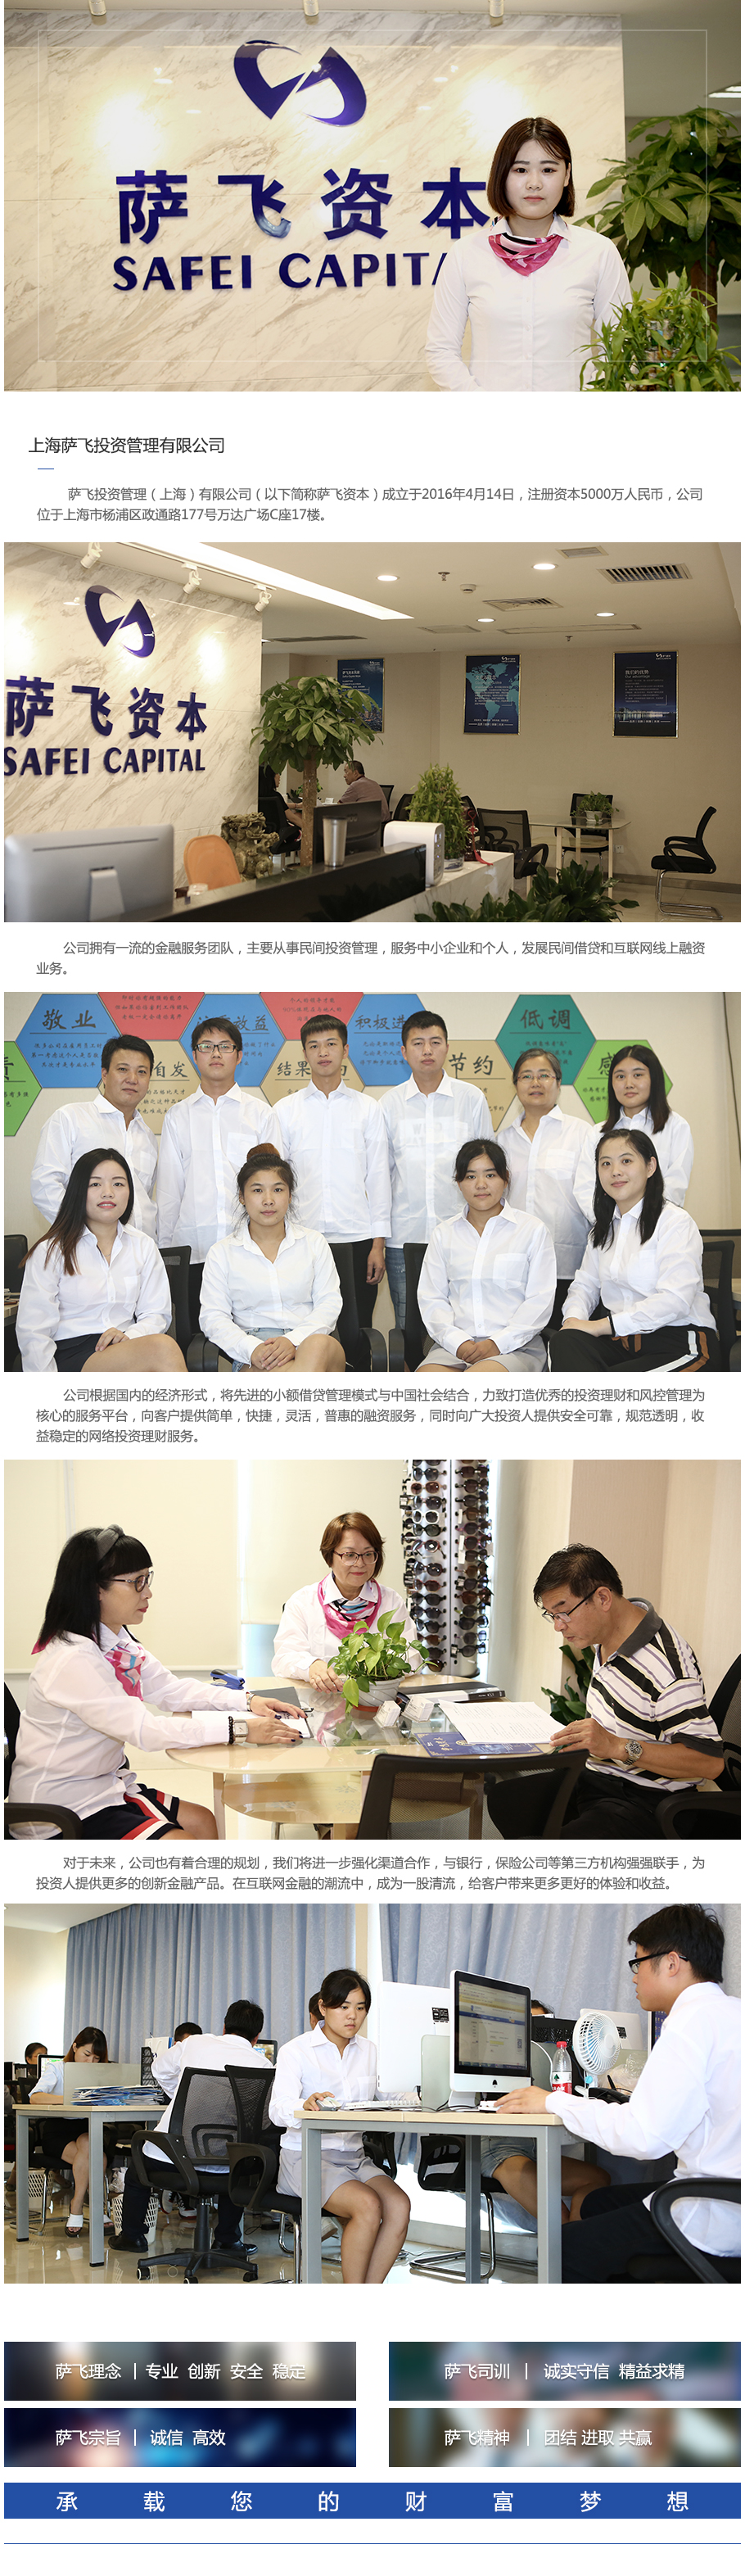 萨飞资本
SAFEI CAPITA
上海萨飞投资管理有限公司
萨飞投资管理(上海)有限公司(以下简称萨飞资本)成立于2016年4月14日,注册资本5000万人民币,公司
位于上海市杨浦区政通路177号万达广场C座17楼。
萨飞资本
SAFEI CAPITAL
我们的优势
公司拥有一流的金融服务团队,主要从事民间投资管理,服务中小企业和个人,发展民间借贷和互联网线上融资
业务。
敬业
效益
积极进
低调
自发
结果
节约
责
感
公司根据国内的经济形式,将先进的小额借贷管理模式与中国社会结合,力致打造优秀的投资理财和风控管理为
核心的服务平台,向客户提供简单,快捷,灵活,普惠的融资服务,同时向广大投资人提供安全可靠,规范透明,收
益稳定的网络投资理财服务。
对于未来,公司也有着合理的规划,我们将进一步强化渠道合作,与银行,保险公司等第三方机构强强联手,为
投资人提供更多的创新金融产品。在互联网金融的潮流中,成为一股清流,给客户带来更多更好的体验和收益。
萨飞理念 | 专业 创新 安全 稳定
萨飞司训 | 诚实守信 精益求精
萨飞宗旨 | 诚信 高效
萨飞精神 | 团结 进取 共赢
承载您的财富梦想